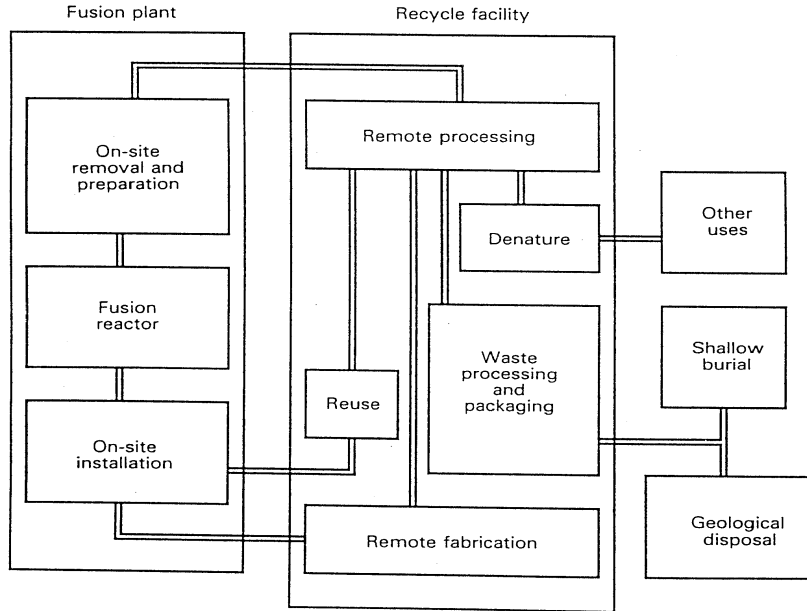 Fusion plant
Recycle facility
On-site
removal and
preparation
Remote processing
Denature
Other
uses
Fusion
reactor
Waste
processing
and
packaging
Shallow
burial
Reuse
On-site
installation
Remote fabrication
Geological
disposal